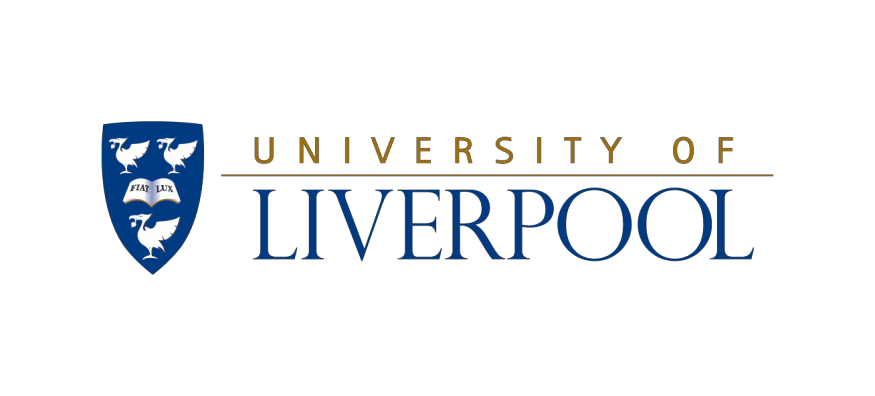 UNIVERSITY OF
LIVERPOOL
FIAT LUX